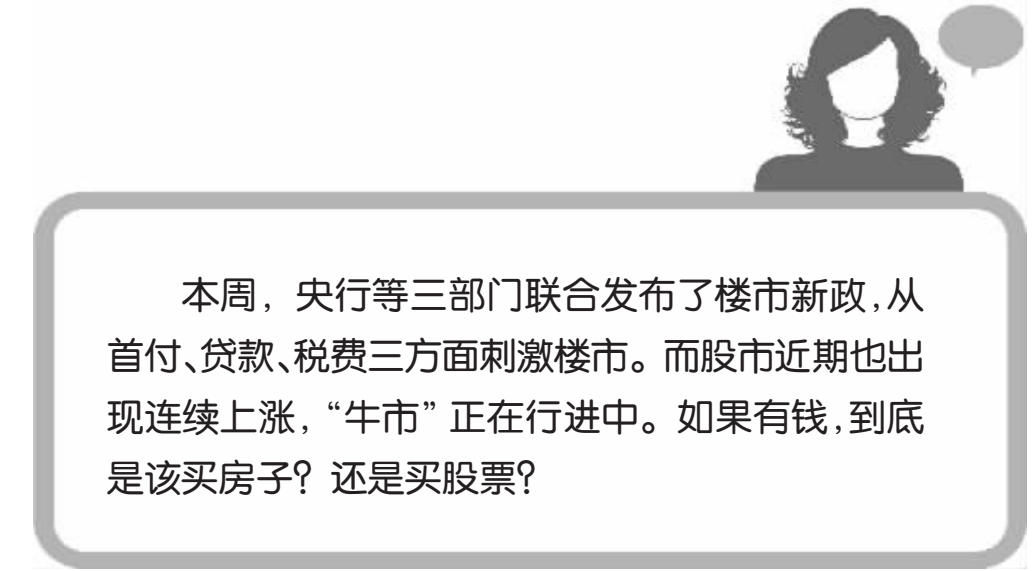 本周，央行等三部门联合发布了楼市新政，从
首付、贷款、税费三方面刺激楼市。而股市近期也出
现连续上涨，“牛市”正在行进中。如果有钱，到底
是该买房子？还是买股票？